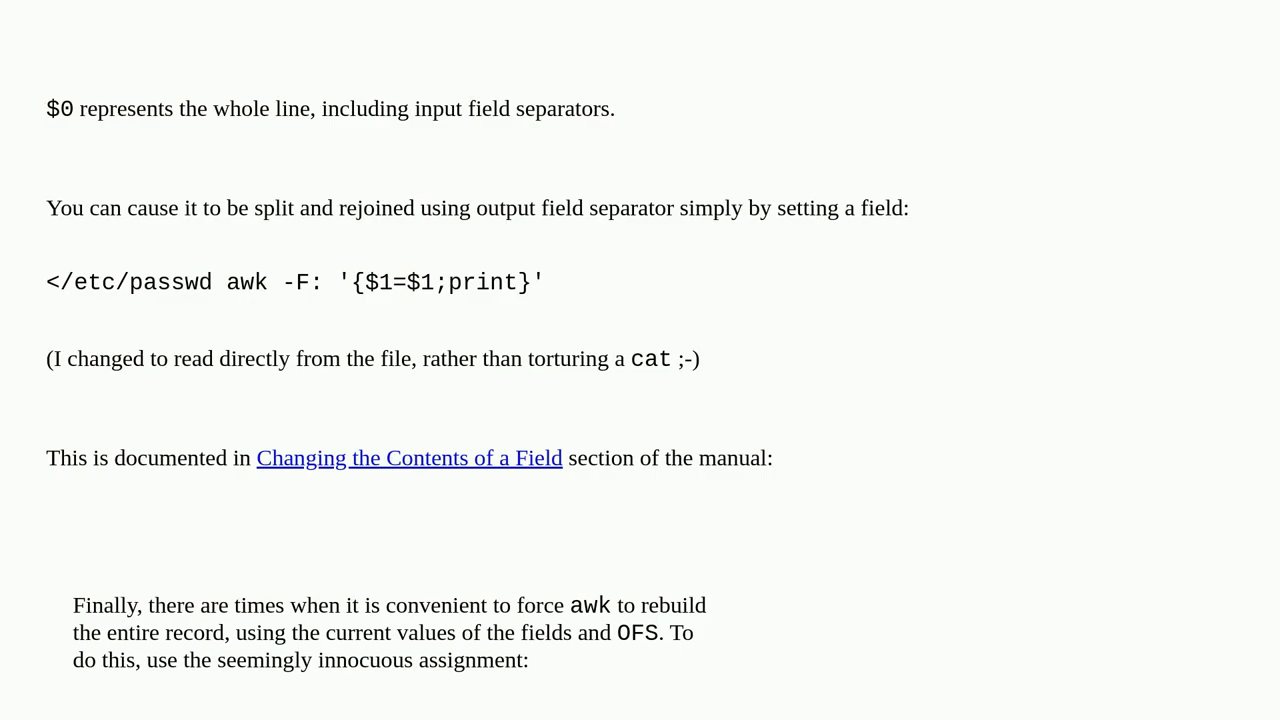 $0 represents the whole line, including input field separators.
You can cause it to be split and rejoined using output field separator simply by setting a field:
</etc/passwd awk -F: '{$1=$1;print}'
(I changed to read directly from the file, rather than torturing a cat ;-)
This is documented in Changing the Contents of a Field section of the manual:
Finally, there are times when it is convenient to force awk to rebuild
the entire record, using the current values of the fields and OFS. To
do this, use the seemingly innocuous assignment: